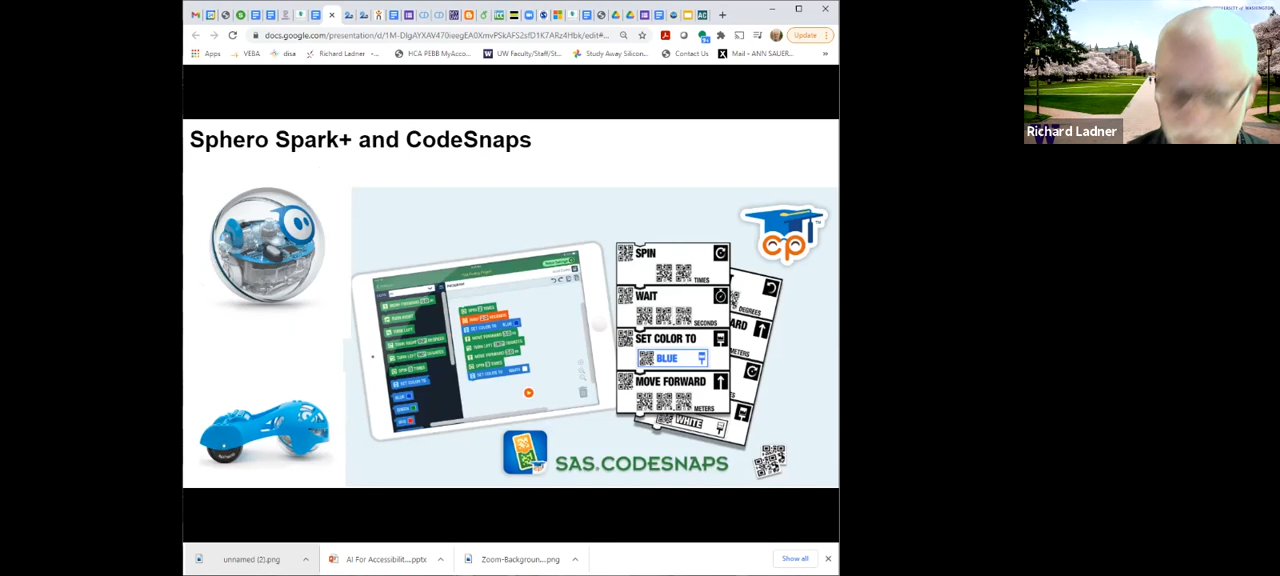 docs.google.com/presentation/d/1M-DIgAYXAV470ieegEA0XmvPSkAFS2sfD1K7ARz4Hbk/edit#...
Update
Apps
VEBA
disa
Richard Ladner -...
HCA PEBB MyAcco...
UW Faculty/Staff/St...
Study Away Silicon...
Contact Us
Mail – ANN SAUER...
Sphero Spark+ and CodeSnaps
SPIN
TIMES
WAIT
SECONDS
SET COLOR TO
BLUE
MOVE FORWARD
METERS
WHITE
DEGREES
METERS
cp
SAS.CODESNAPS
unnamed (2).png
AI For Accessibilit....pptx
Zoom-Backgroun....png
Show all
Richard Ladner